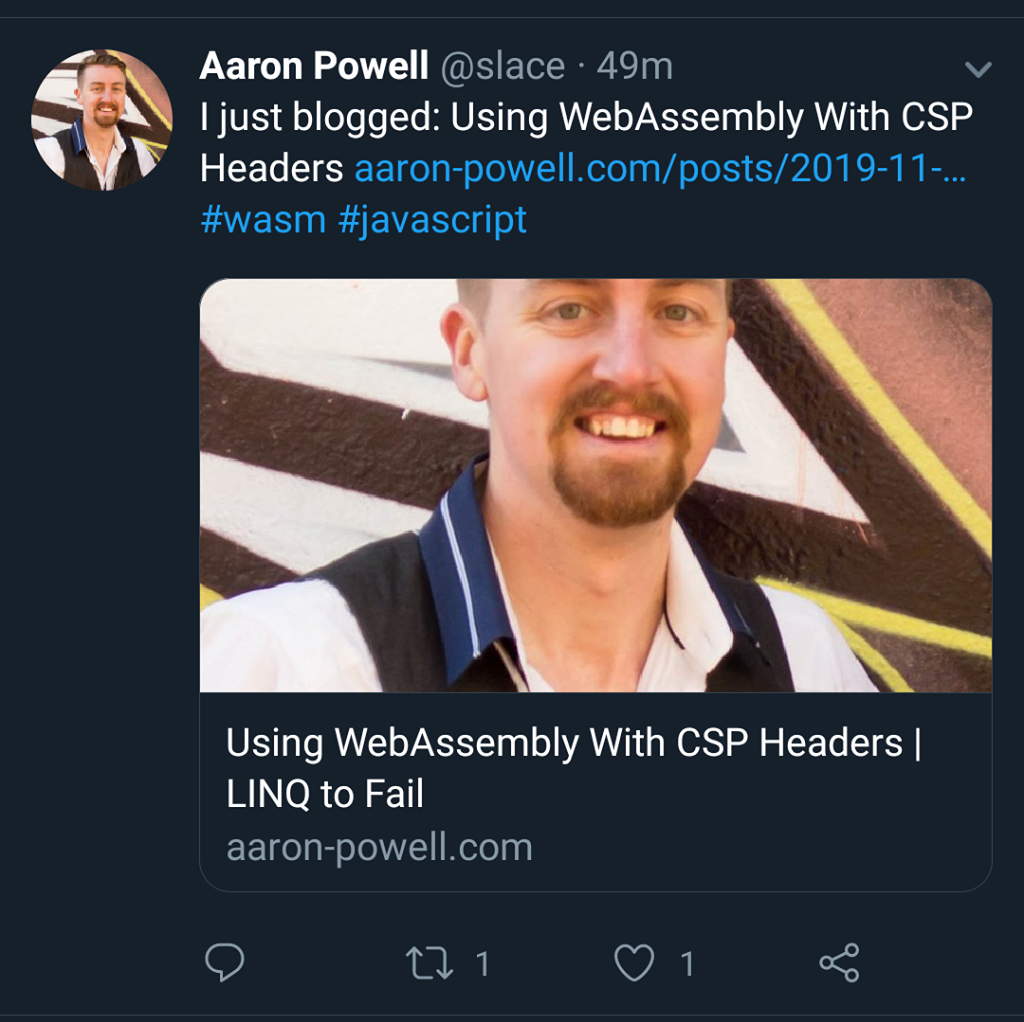 Aaron Powell @slace · 49m
I just blogged: Using WebAssembly With CSP
Headers aaron-powell.com/posts/2019-11-…
#wasm #javascript
Using WebAssembly With CSP Headers |
LINQ to Fail
aaron-powell.com
1 1